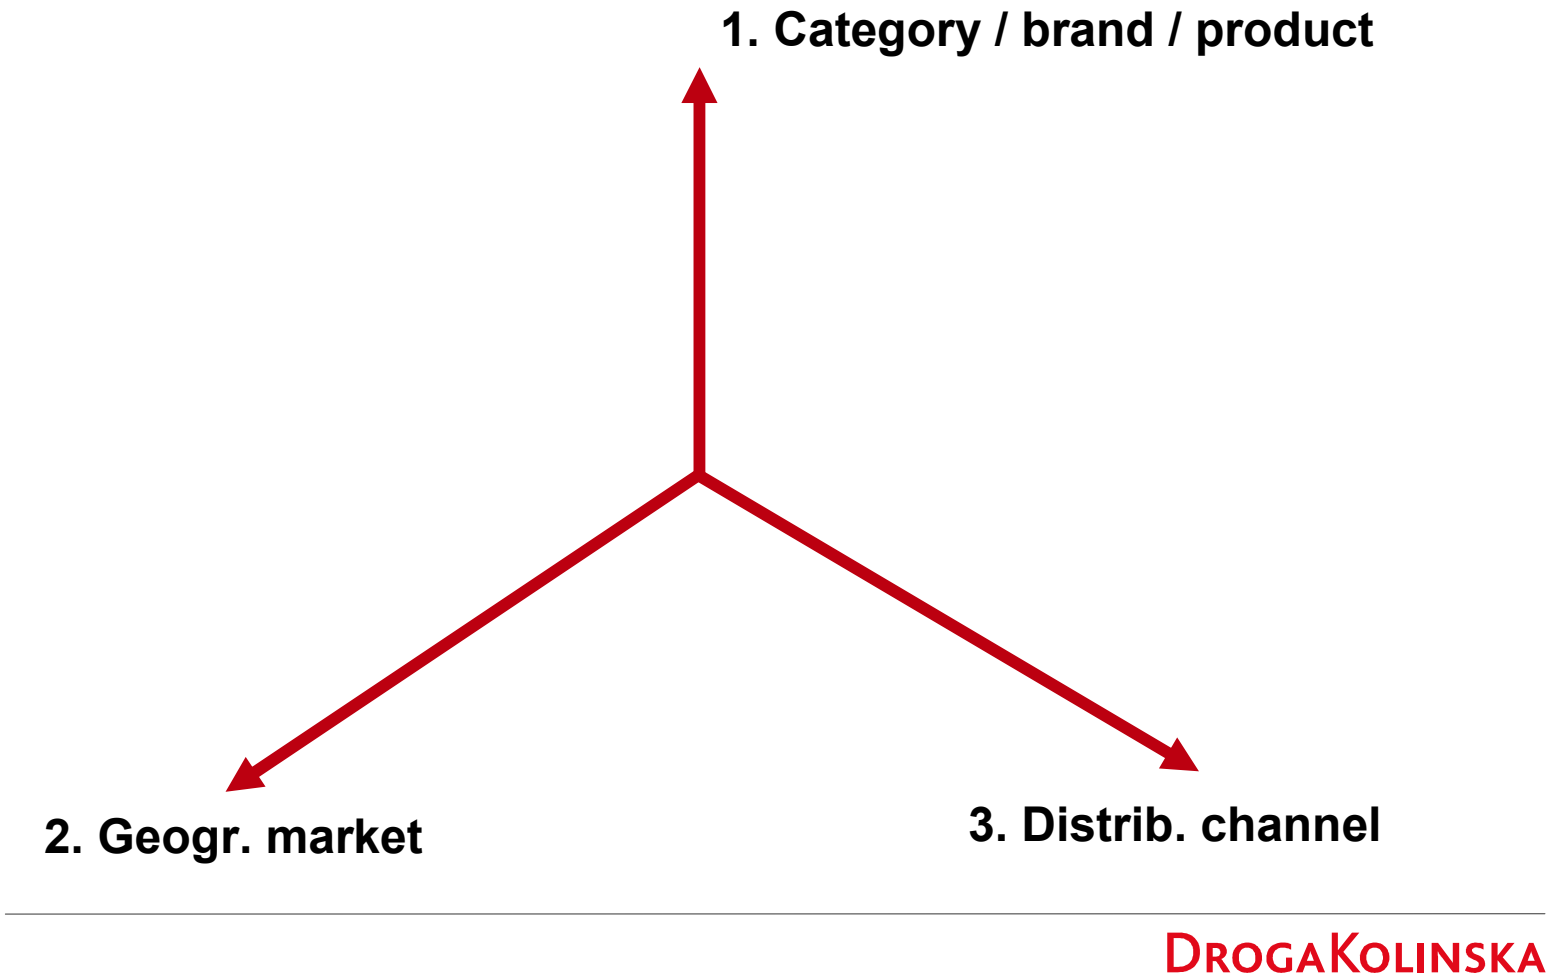 1. Category / brand / product
2. Geogr. market
3. Distrib. channel
DROGAKOLINSKA